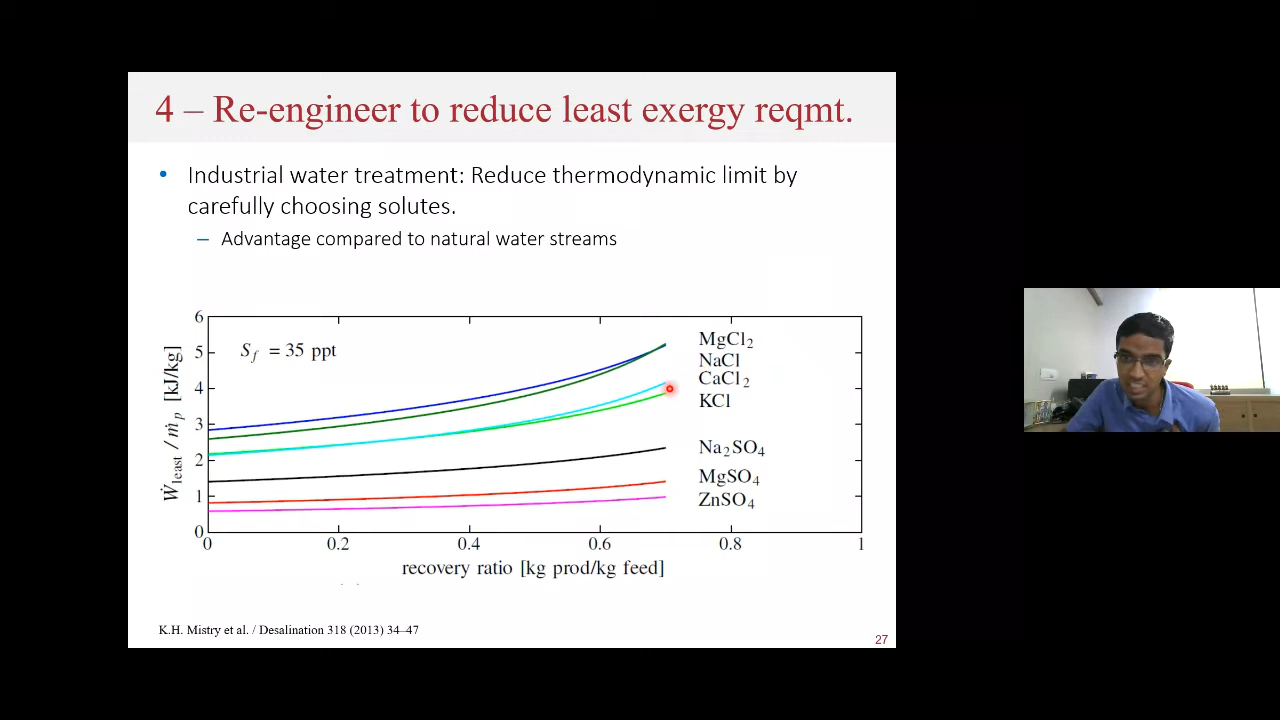 4 – Re-engineer to reduce least exergy reqmt.
• Industrial water treatment: Reduce thermodynamic limit by
carefully choosing solutes.
– Advantage compared to natural water streams
6
5
4
3
2
1
0
Ẇleast / ṁp [kJ/kg]
Sf = 35 ppt
MgCl2
NaCl
CaCl2
KCl
Na2SO4
MgSO4
ZnSO4
0 0.2 0.4 0.6 0.8 1
recovery ratio [kg prod/kg feed]
K.H. Mistry et al. / Desalination 318 (2013) 34–47
27